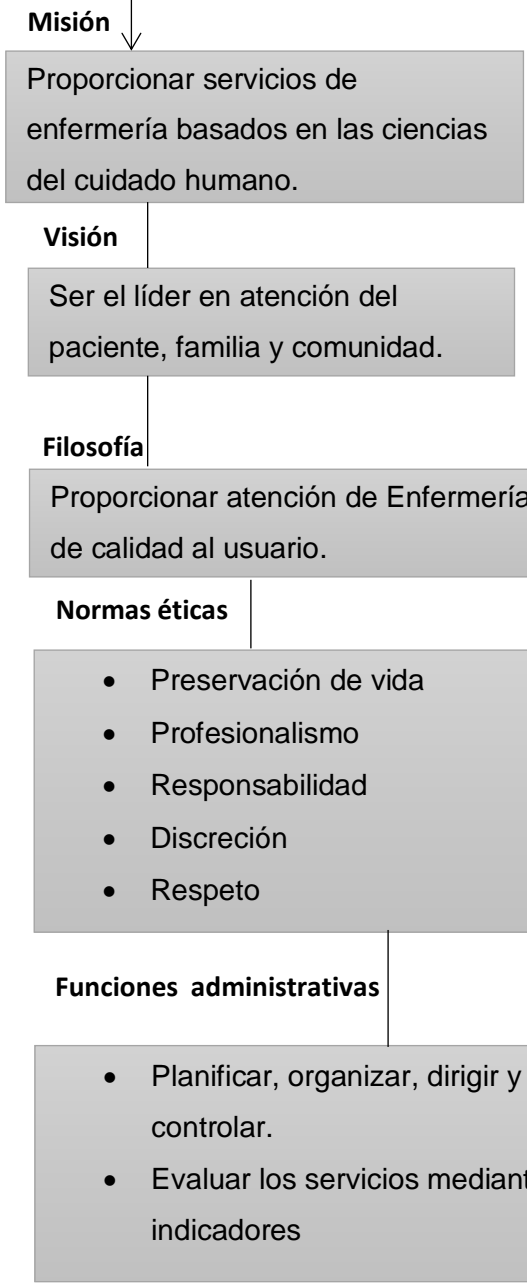 Misión
Proporcionar servicios de
enfermería basados en las ciencias
del cuidado humano.
Visión
Ser el líder en atención del
paciente, familia y comunidad.
Filosofía
Proporcionar atención de Enfermería
de calidad al usuario.
Normas éticas
• Preservación de vida
• Profesionalismo
• Responsabilidad
• Discreción
• Respeto
Funciones administrativas
• Planificar, organizar, dirigir y
controlar.
• Evaluar los servicios mediant
indicadores